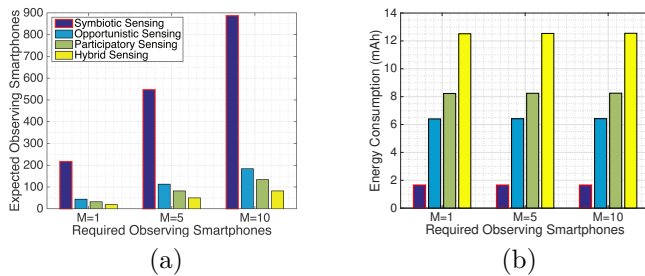 Expected Observing Smartphones
900
800
700
600
500
400
300
200
100
0
Symbiotic Sensing
Opportunistic Sensing
Participatory Sensing
Hybrid Sensing
M=1 M=5 M=10
Required Observing Smartphones
(a)
Energy Consumption (mAh)
14
12
10
8
6
4
2
0
M=1 M=5 M=10
Required Observing Smartphones
(b)